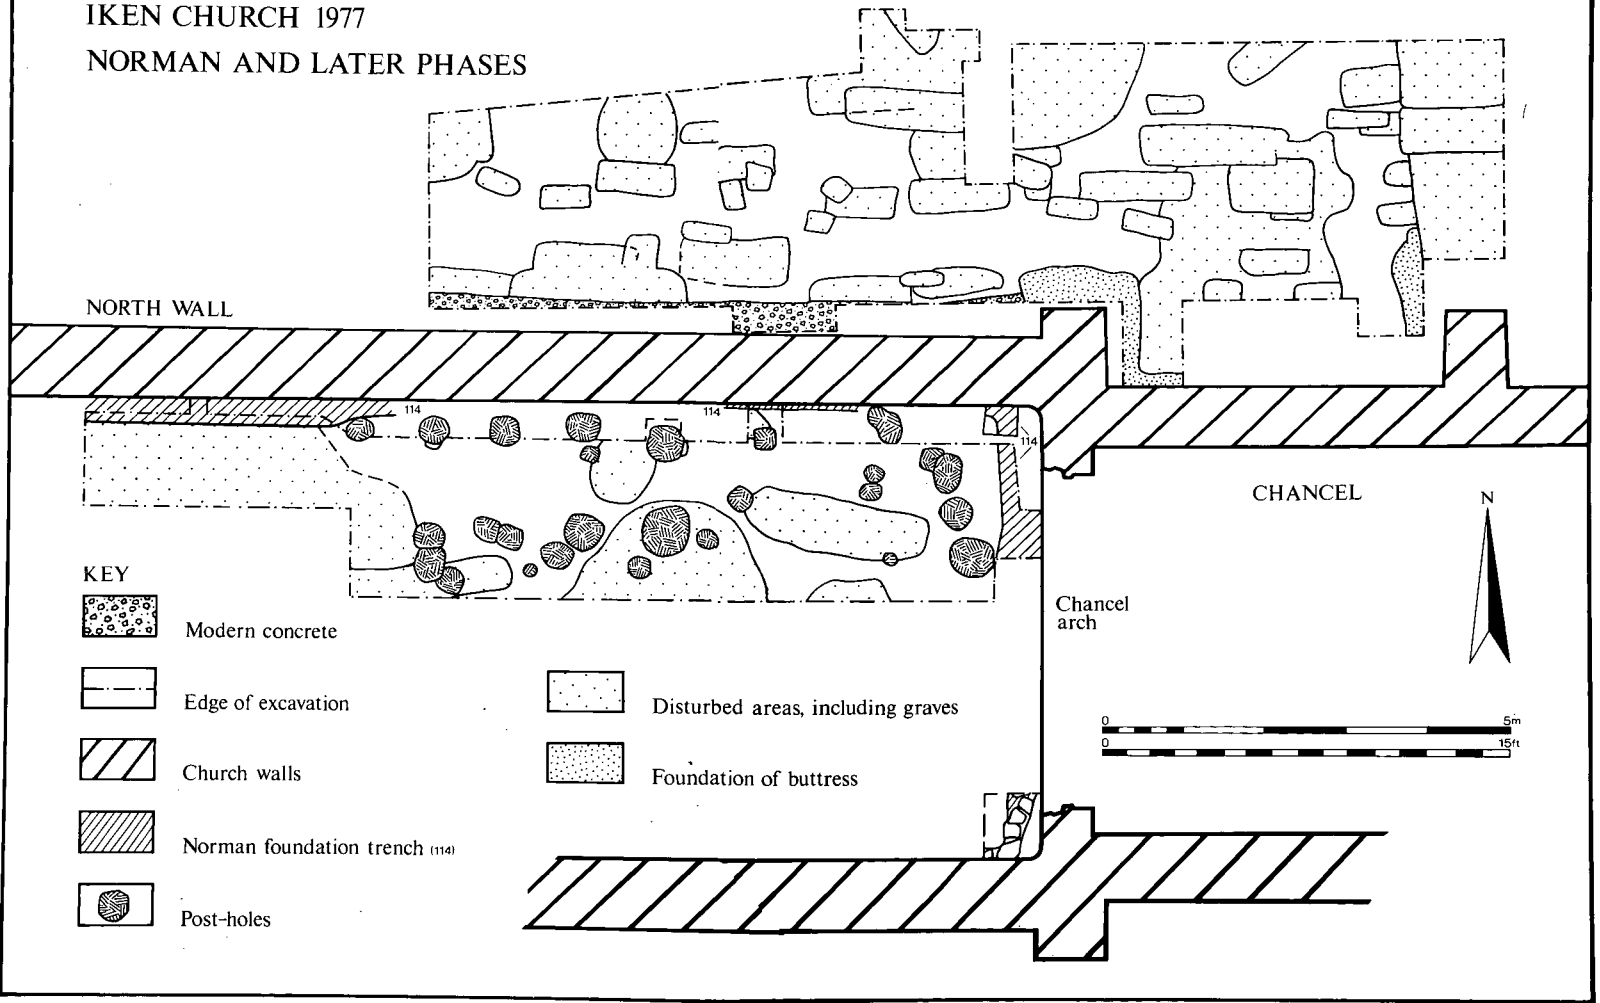 IKEN CHURCH 1977
NORMAN AND LATER PHASES
NORTH WALL
114
114
114
CHANCEL
N
KEY
Chancel
arch
Modern concrete
Edge of excavation
Disturbed areas, including graves
0 5m
0 15ft
Church walls
Foundation of buttress
Norman foundation trench (114)
Post-holes